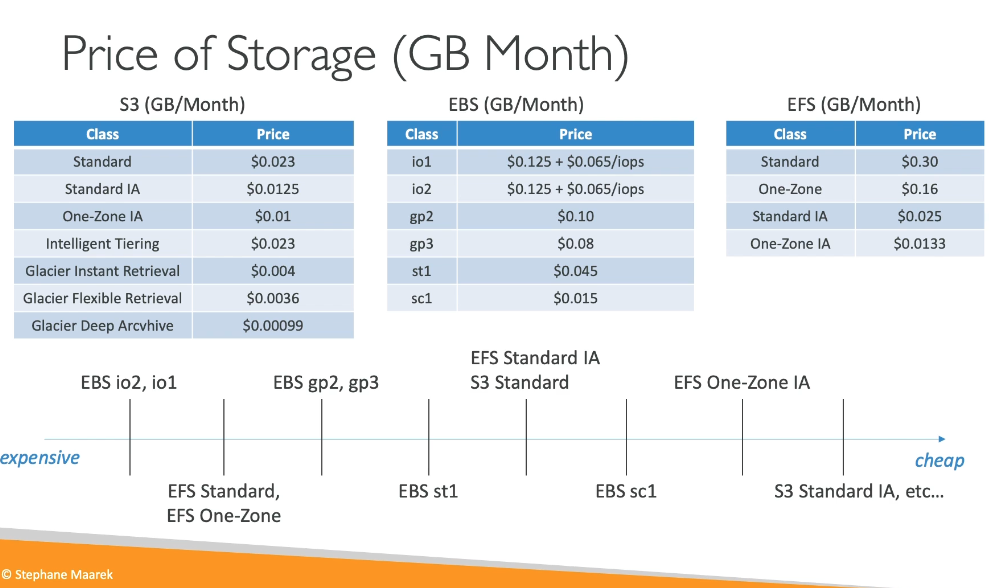 Price of Storage (GB Month)
S3 (GB/Month)
Class Price
Standard $0.023
Standard IA $0.0125
One-Zone IA $0.01
Intelligent Tiering $0.023
Glacier Instant Retrieval $0.004
Glacier Flexible Retrieval $0.0036
Glacier Deep Arcvhive $0.00099
EBS (GB/Month)
Class Price
io1 $0.125 + $0.065/iops
io2 $0.125 + $0.065/iops
gp2 $0.10
gp3 $0.08
st1 $0.045
sc1 $0.015
EFS (GB/Month)
Class Price
Standard $0.30
One-Zone $0.16
Standard IA $0.025
One-Zone IA $0.0133
EBS io2, io1
EBS gp2, gp3
EFS Standard IA
S3 Standard
EFS One-Zone IA
expensive
cheap
EFS Standard,
EFS One-Zone
EBS st1
EBS sc1
S3 Standard IA, etc...
© Stephane Maarek